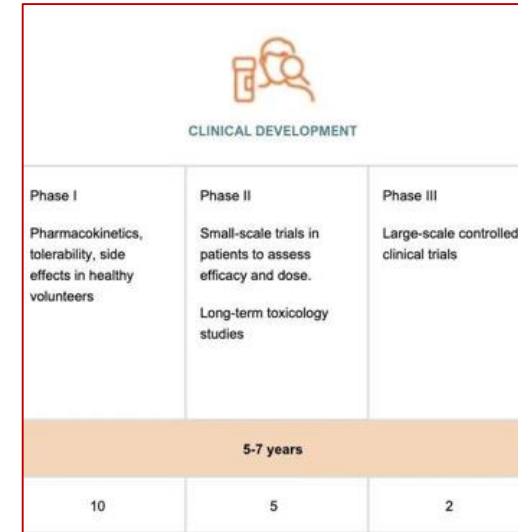 CLINICAL DEVELOPMENT
Phase I
Pharmacokinetics,
tolerability, side
effects in healthy
volunteers
Phase II
Small-scale trials in
patients to assess
efficacy and dose.
Long-term toxicology
studies
Phase III
Large-scale controlled
clinical trials
5-7 years
10
5
2